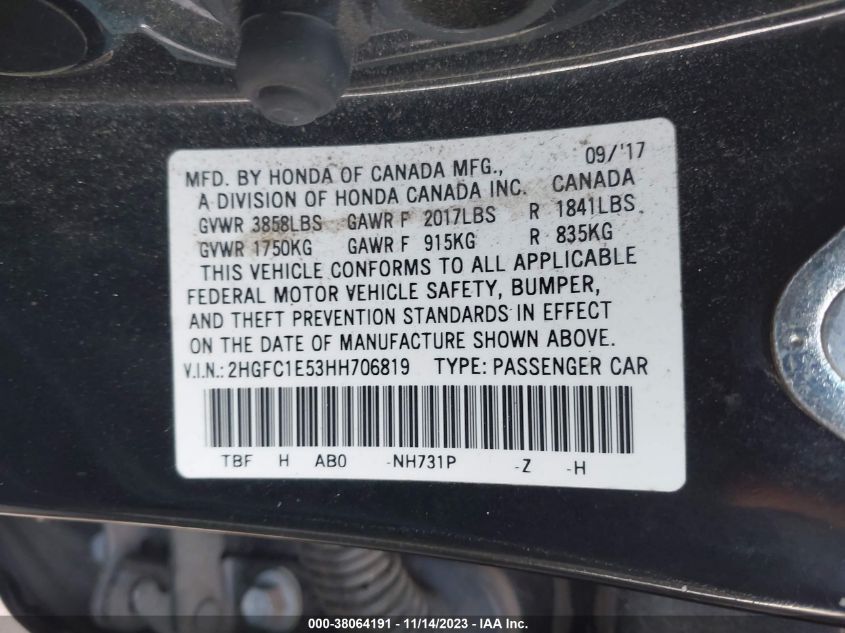 09/'17
MFD. BY HONDA OF CANADA MFG.,
A DIVISION OF HONDA CANADA INC. CANADA
GVWR 3858LBS GAWR F 2017LBS R 1841LBS
GVWR 1750KG GAWR F 915KG R 835KG
THIS VEHICLE CONFORMS TO ALL APPLICABLE
FEDERAL MOTOR VEHICLE SAFETY, BUMPER,
AND THEFT PREVENTION STANDARDS IN EFFECT
ON THE DATE OF MANUFACTURE SHOWN ABOVE.
V.I.N.: 2HGFC1E53HH706819 TYPE: PASSENGER CAR
TBF H AB0 -NH731P -Z -H
000-38064191 - 11/14/2023 - IAAI.com